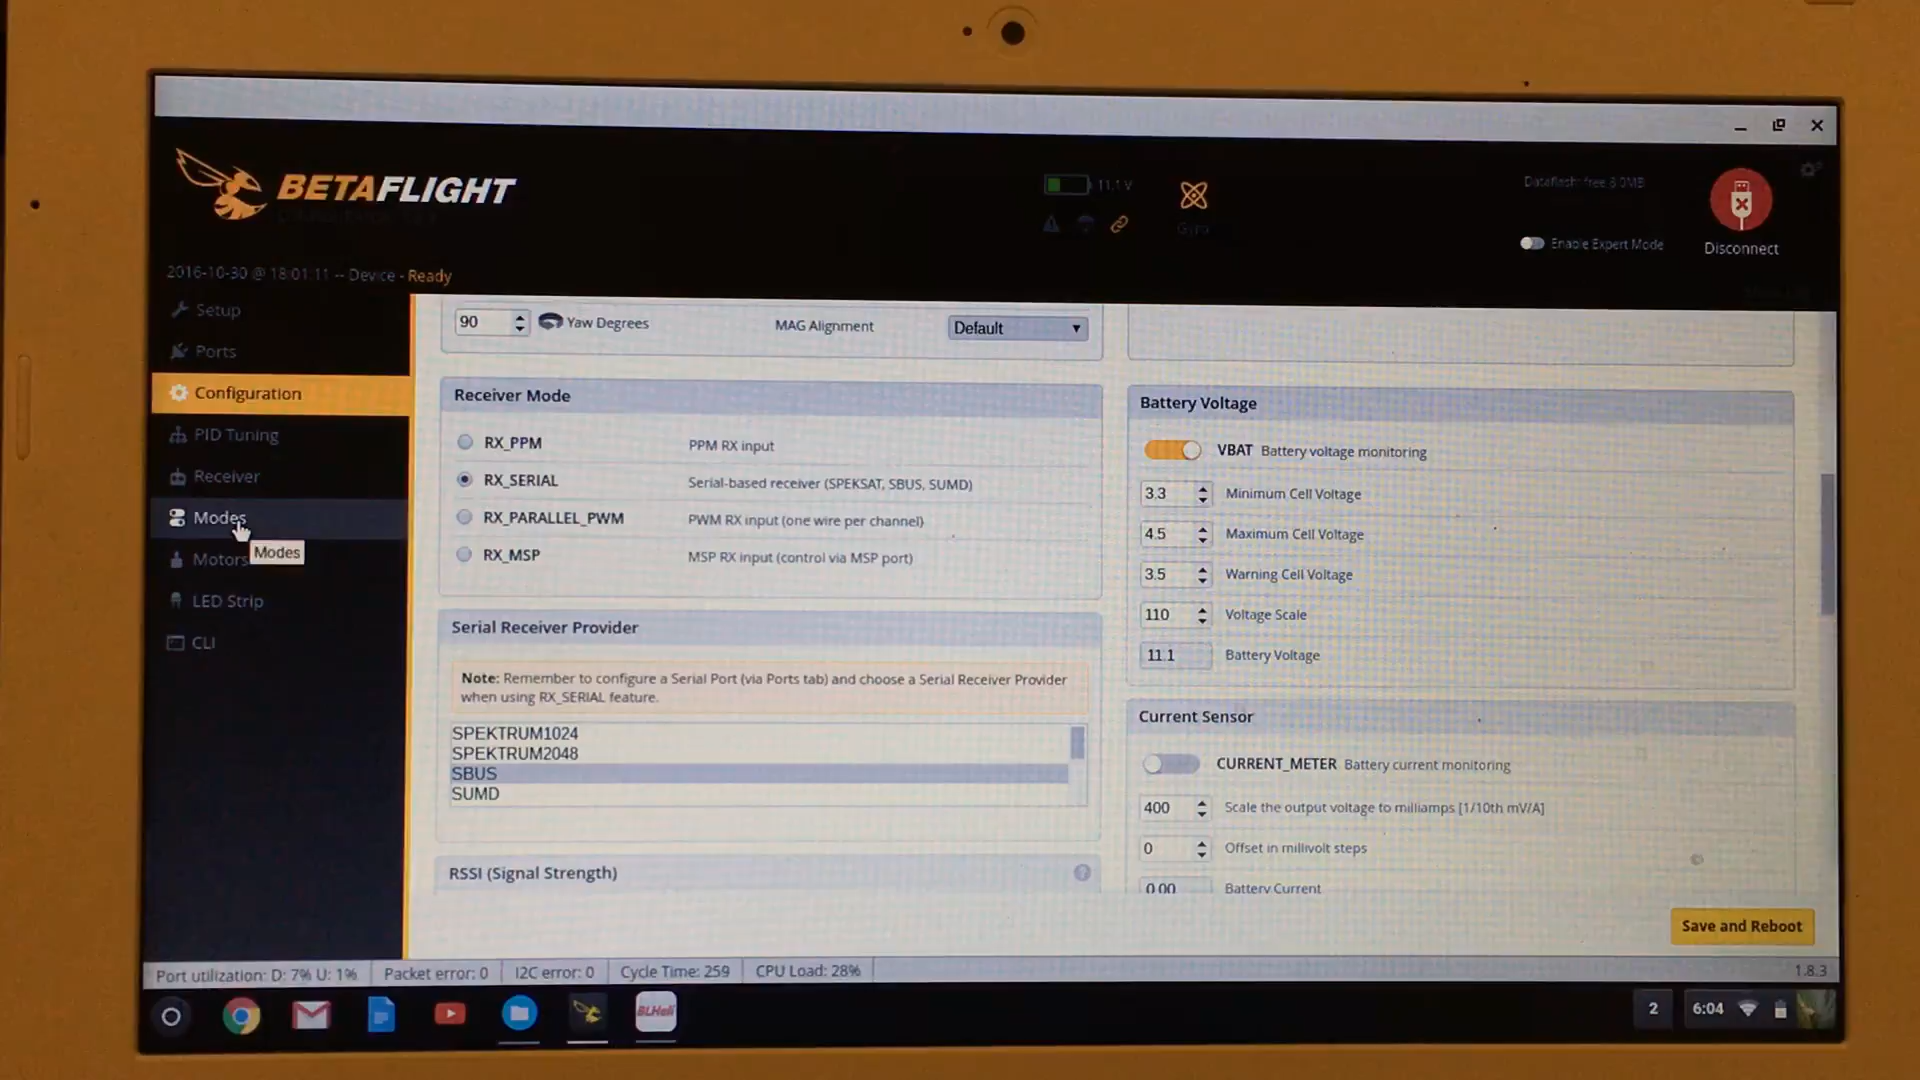 BETAFLIGHT
11.1 V
Gyro
Dataflash: free 8.0MB
Enable Expert Mode
Disconnect
2016-10-30 @ 18:01:11 -- Device - Ready
Setup
Ports
Configuration
PID Tuning
Receiver
Modes
Modes
Motors
LED Strip
CLI
90
Yaw Degrees
MAG Alignment
Default
Receiver Mode
RX_PPM
PPM RX input
RX_SERIAL
Serial-based receiver (SPEKSAT, SBUS, SUMD)
RX_PARALLEL_PWM
PWM RX input (one wire per channel)
RX_MSP
MSP RX input (control via MSP port)
Serial Receiver Provider
Note: Remember to configure a Serial Port (via Ports tab) and choose a Serial Receiver Provider
when using RX_SERIAL feature.
SPEKTRUM1024
SPEKTRUM2048
SBUS
SUMD
RSSI (Signal Strength)
?
Battery Voltage
VBAT Battery voltage monitoring
3.3 Minimum Cell Voltage
4.5 Maximum Cell Voltage
3.5 Warning Cell Voltage
110 Voltage Scale
11.1 Battery Voltage
Current Sensor
CURRENT_METER Battery current monitoring
400 Scale the output voltage to milliamps [1/10th mV/A]
0 Offset in millivolt steps
0.00 Battery Current
Save and Reboot
Port utilization: D: 7% U: 1%
Packet error: 0
I2C error: 0
Cycle Time: 259
CPU Load: 28%
1.8.3
BLHeli
2
6:04